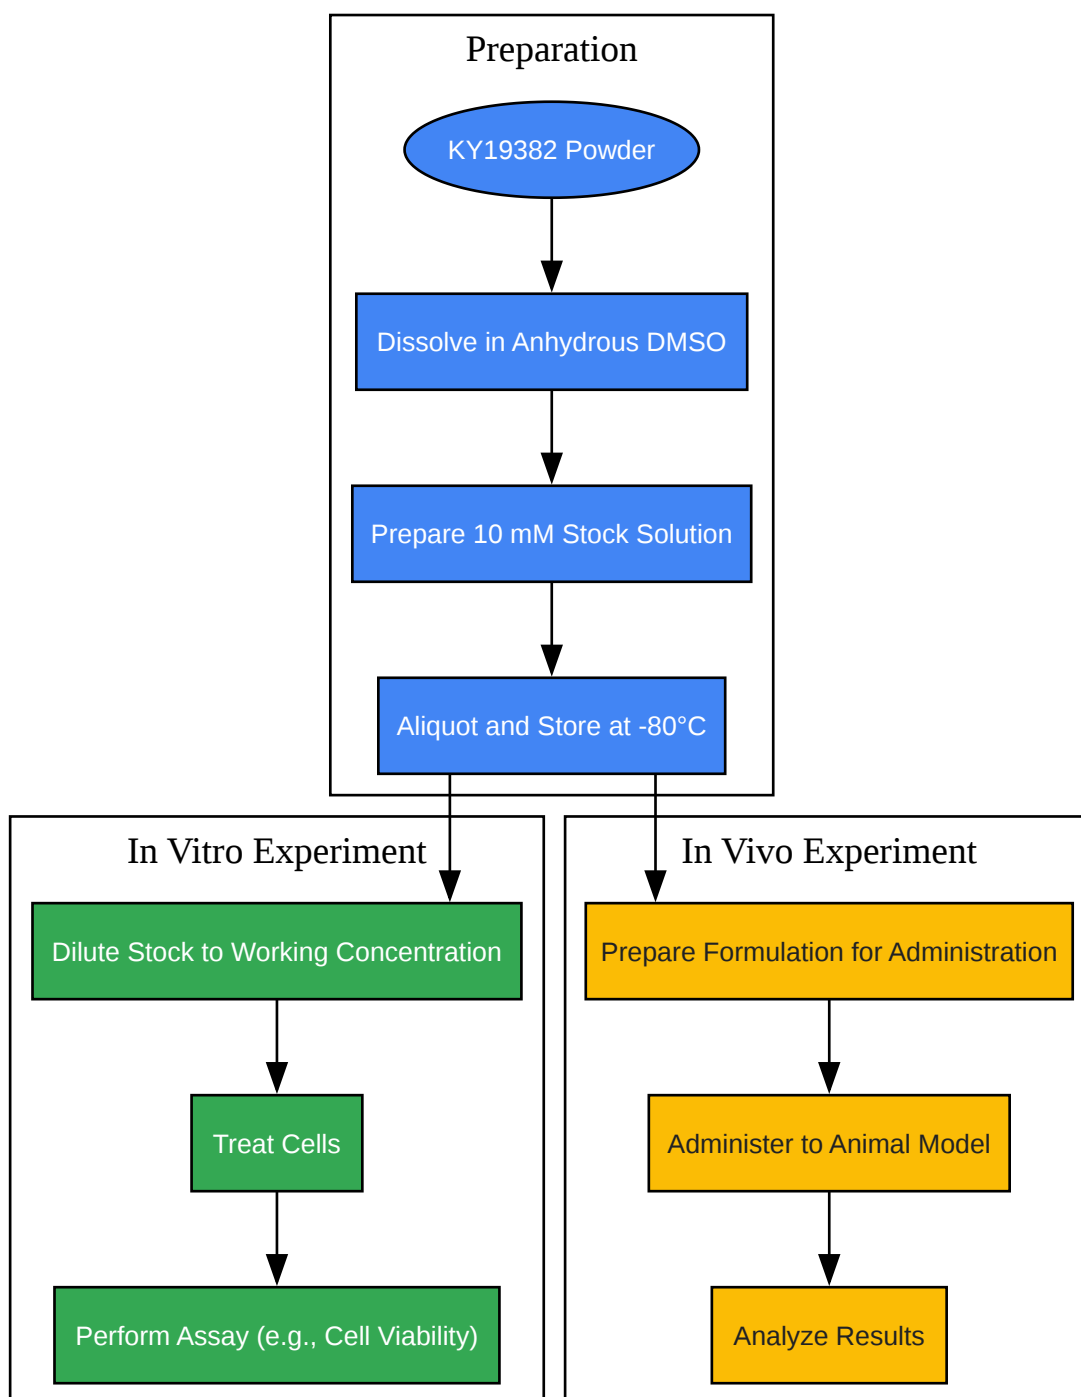 Preparation
KY19382 Powder
Dissolve in Anhydrous DMSO
Prepare 10 mM Stock Solution
Aliquot and Store at -80°C
In Vitro Experiment
Dilute Stock to Working Concentration
Treat Cells
Perform Assay (e.g., Cell Viability)
In Vivo Experiment
Prepare Formulation for Administration
Administer to Animal Model
Analyze Results